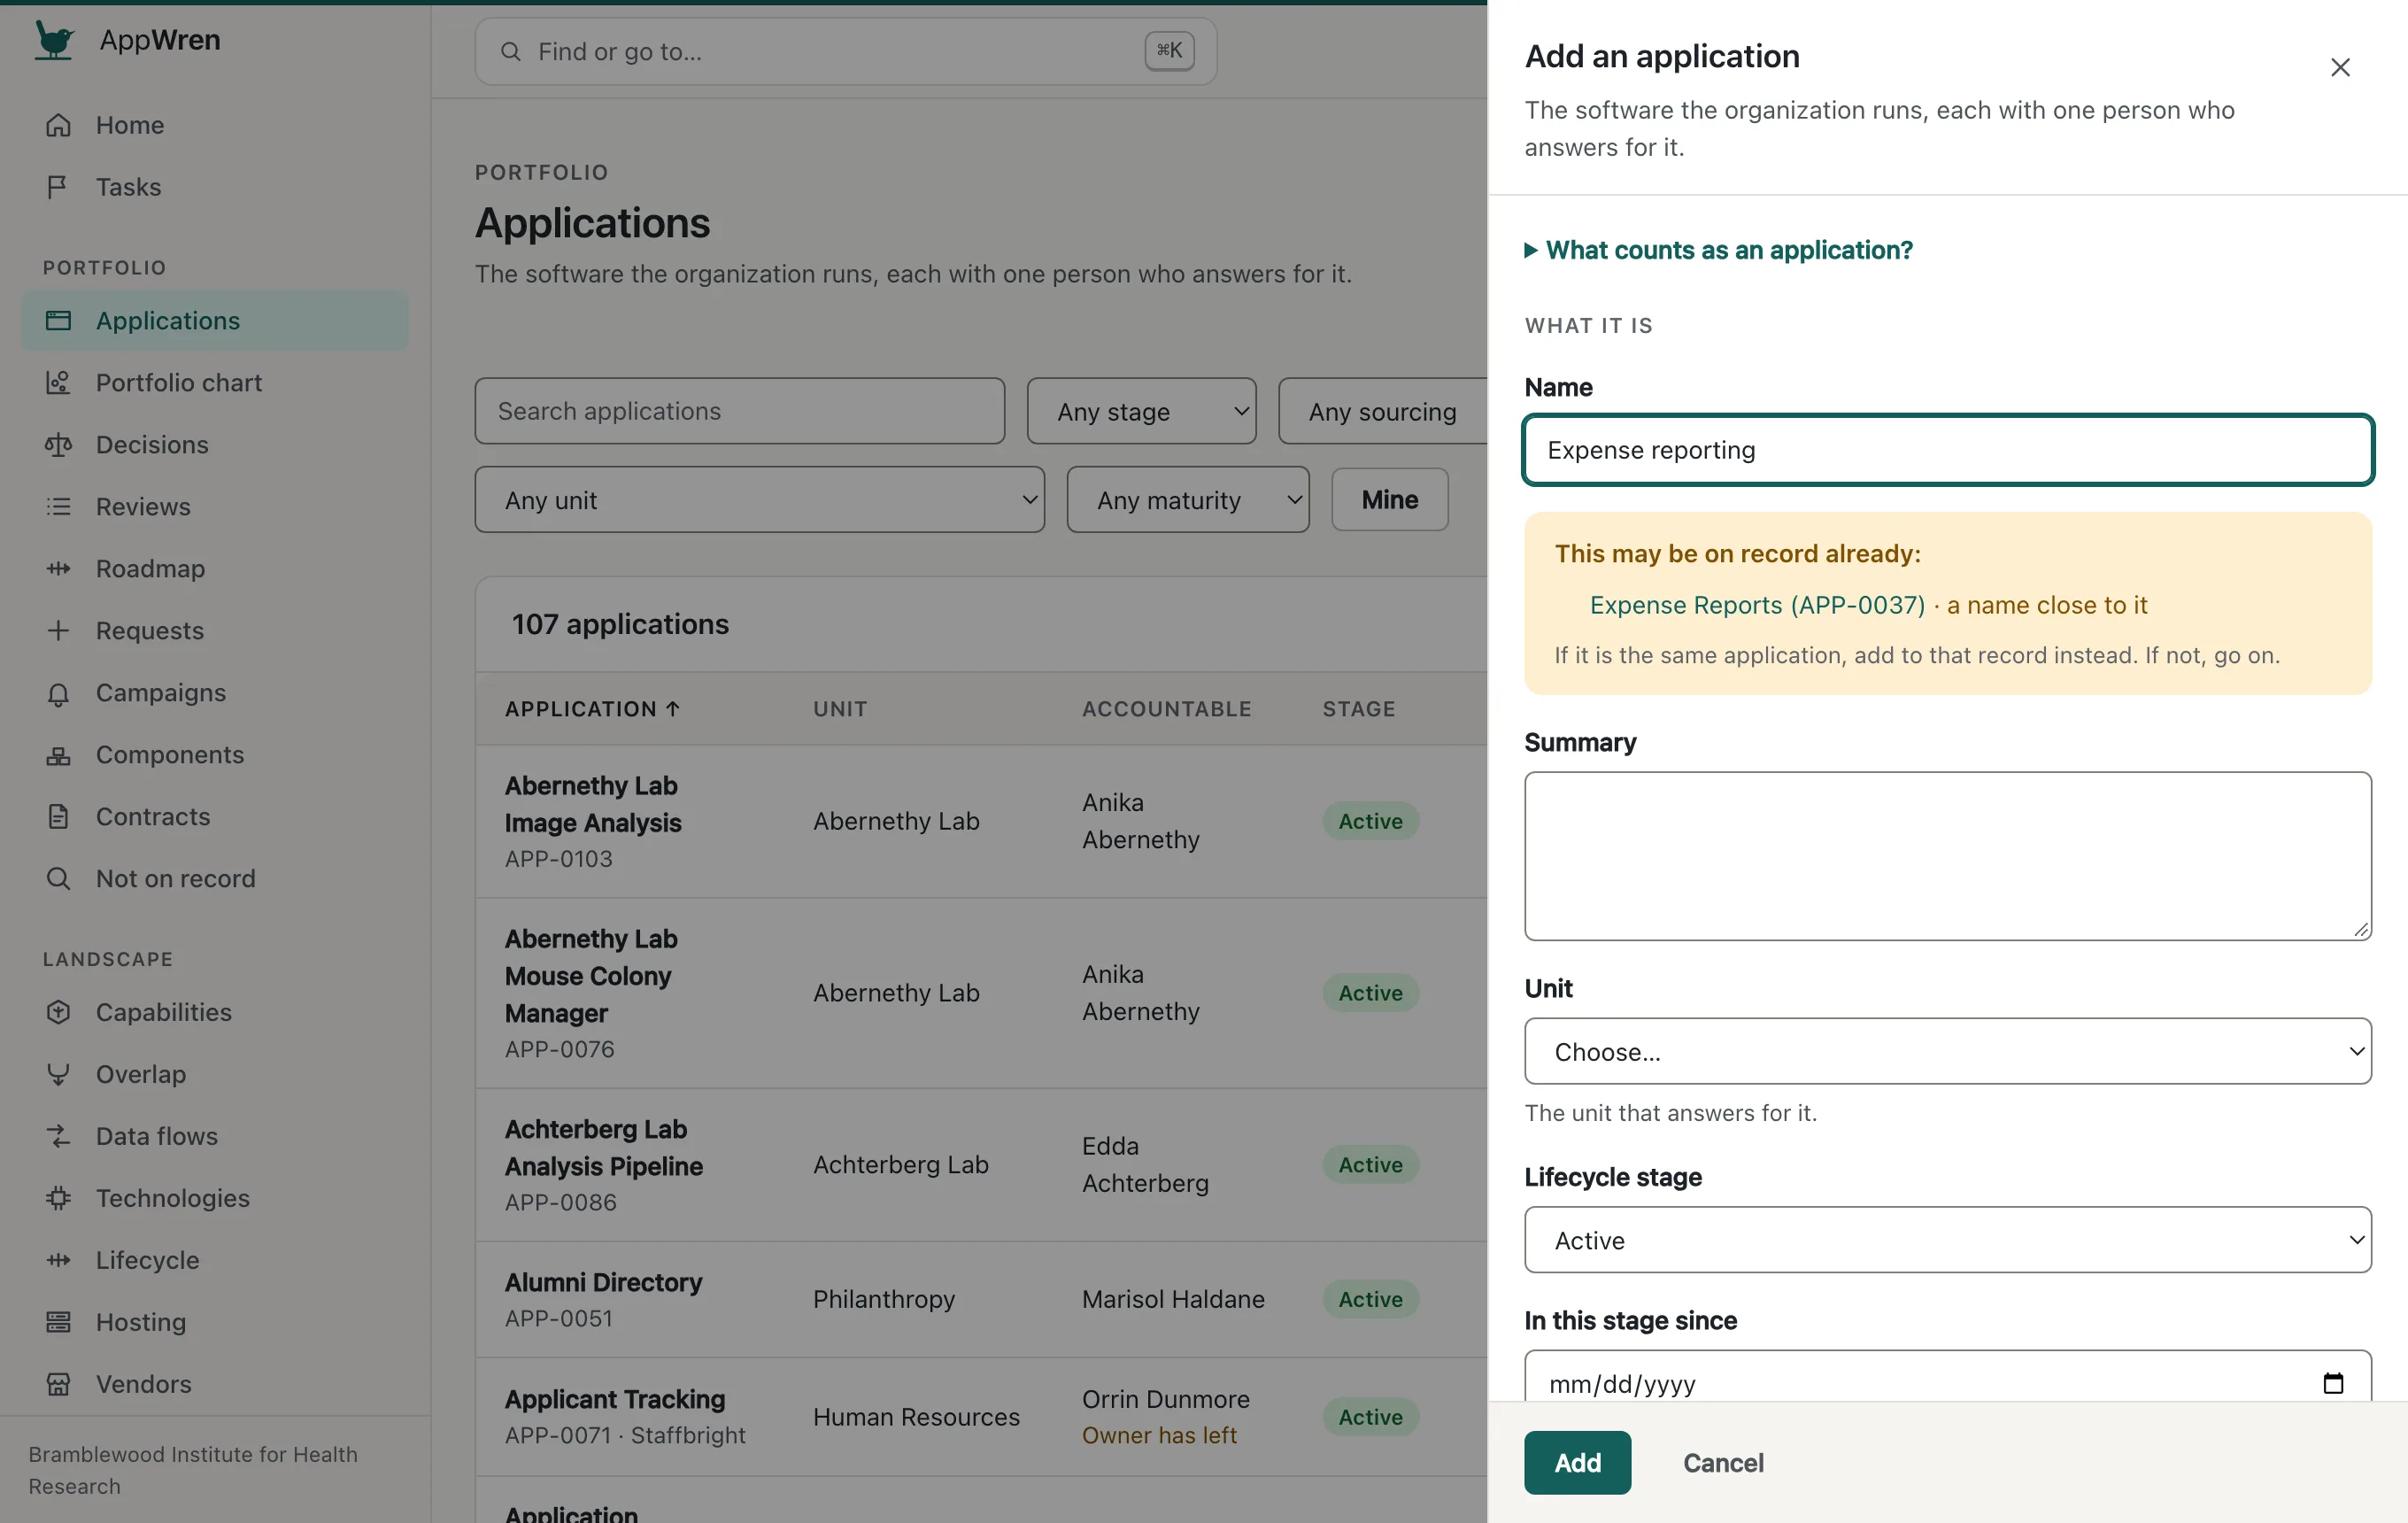 AppWren
Home
Tasks
PORTFOLIO
Applications
Portfolio chart
Decisions
Reviews
Roadmap
Requests
Campaigns
Components
Contracts
Not on record
LANDSCAPE
Capabilities
Overlap
Data flows
Technologies
Lifecycle
Hosting
Vendors
Bramblewood Institute for Health
Research
Find or go to...
⌘K
PORTFOLIO
Applications
The software the organization runs, each with one person who answers for it.
Search applications
Any stage
Any sourcing
Any unit
Any maturity
Mine
107 applications
APPLICATION ↑ UNIT ACCOUNTABLE STAGE
Abernethy Lab
Image Analysis
APP-0103
Abernethy Lab
Anika
Abernethy
Active
Abernethy Lab
Mouse Colony
Manager
APP-0076
Abernethy Lab
Anika
Abernethy
Active
Achterberg Lab
Analysis Pipeline
APP-0086
Achterberg Lab
Edda
Achterberg
Active
Alumni Directory
APP-0051
Philanthropy
Marisol Haldane
Active
Applicant Tracking
APP-0071 · Staffbright
Human Resources
Orrin Dunmore
Owner has left
Active
Application
Add an application
The software the organization runs, each with one person who
answers for it.
What counts as an application?
WHAT IT IS
Name
Expense reporting
This may be on record already:
Expense Reports (APP-0037) · a name close to it
If it is the same application, add to that record instead. If not, go on.
Summary
Unit
Choose...
The unit that answers for it.
Lifecycle stage
Active
In this stage since
mm/dd/yyyy
Add
Cancel